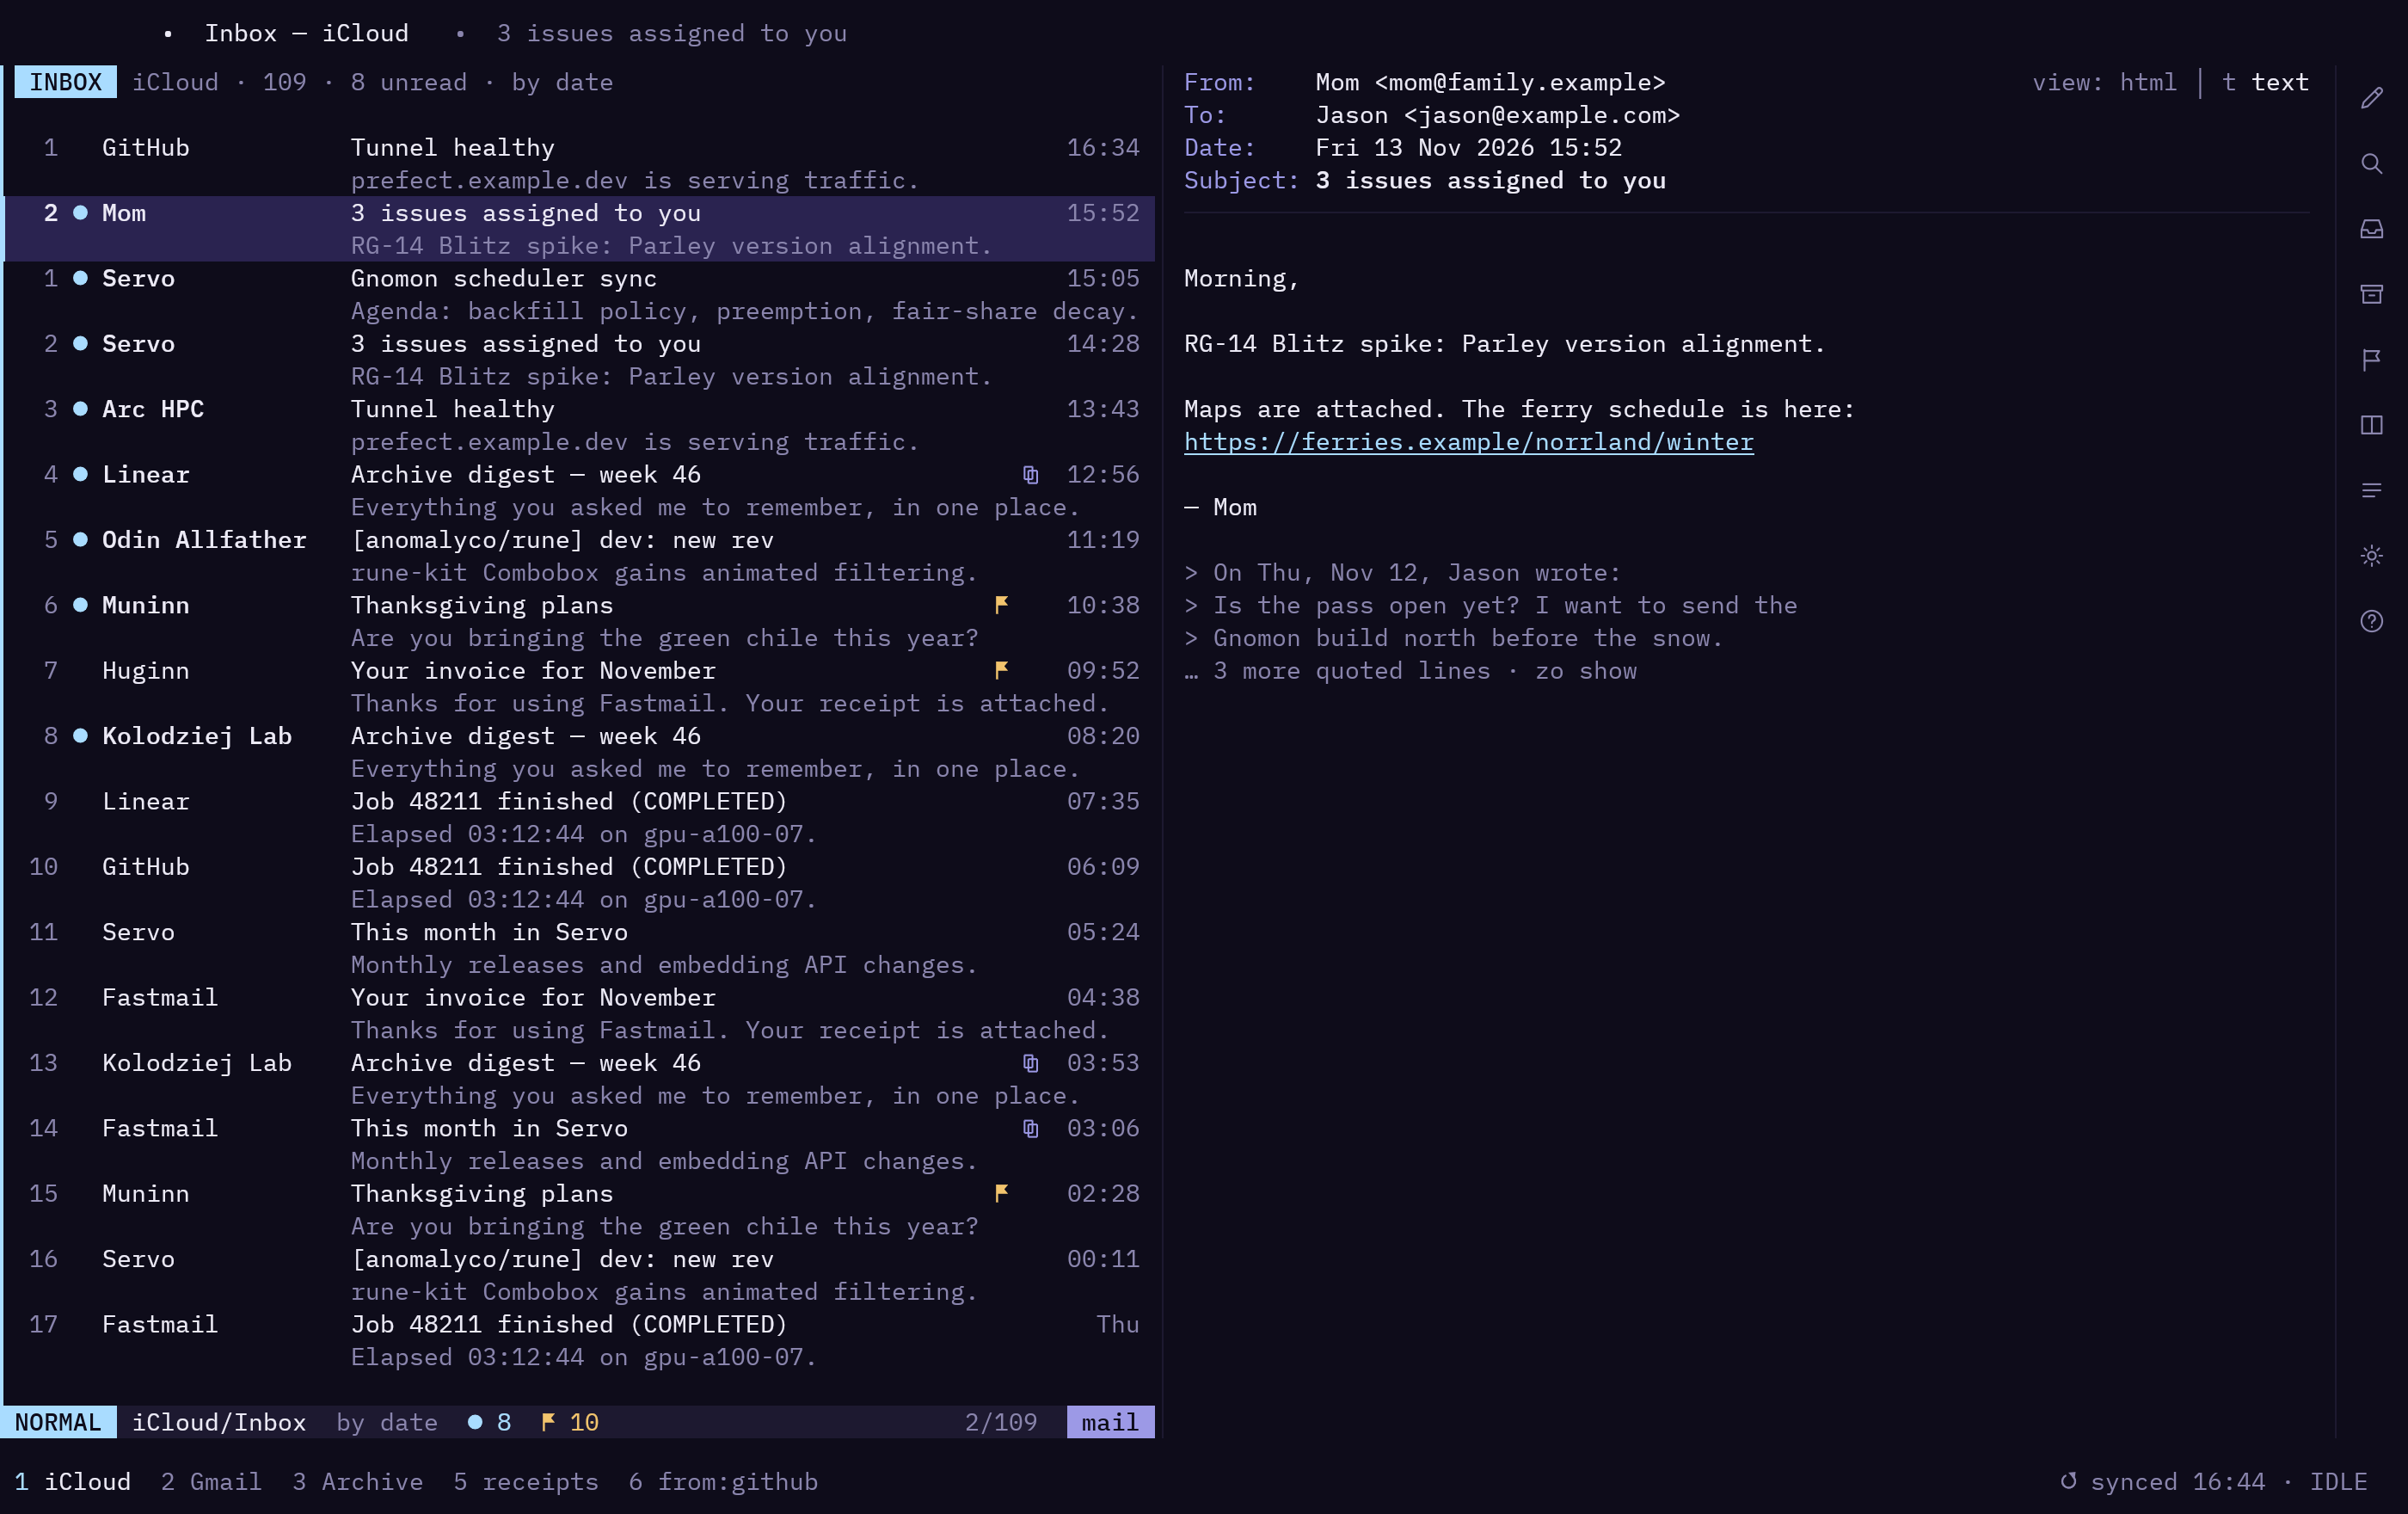 • Inbox — iCloud • 3 issues assigned to you
INBOX iCloud · 109 · 8 unread · by date
1 GitHub Tunnel healthy 16:34
prefect.example.dev is serving traffic.
2 ● Mom 3 issues assigned to you 15:52
RG-14 Blitz spike: Parley version alignment.
1 ● Servo Gnomon scheduler sync 15:05
Agenda: backfill policy, preemption, fair-share decay.
2 ● Servo 3 issues assigned to you 14:28
RG-14 Blitz spike: Parley version alignment.
3 ● Arc HPC Tunnel healthy 13:43
prefect.example.dev is serving traffic.
4 ● Linear Archive digest — week 46 12:56
Everything you asked me to remember, in one place.
5 ● Odin Allfather [anomalyco/rune] dev: new rev 11:19
rune-kit Combobox gains animated filtering.
6 ● Muninn Thanksgiving plans 10:38
Are you bringing the green chile this year?
7 Huginn Your invoice for November 09:52
Thanks for using Fastmail. Your receipt is attached.
8 ● Kolodziej Lab Archive digest — week 46 08:20
Everything you asked me to remember, in one place.
9 Linear Job 48211 finished (COMPLETED) 07:35
Elapsed 03:12:44 on gpu-a100-07.
10 GitHub Job 48211 finished (COMPLETED) 06:09
Elapsed 03:12:44 on gpu-a100-07.
11 Servo This month in Servo 05:24
Monthly releases and embedding API changes.
12 Fastmail Your invoice for November 04:38
Thanks for using Fastmail. Your receipt is attached.
13 Kolodziej Lab Archive digest — week 46 03:53
Everything you asked me to remember, in one place.
14 Fastmail This month in Servo 03:06
Monthly releases and embedding API changes.
15 Muninn Thanksgiving plans 02:28
Are you bringing the green chile this year?
16 Servo [anomalyco/rune] dev: new rev 00:11
rune-kit Combobox gains animated filtering.
17 Fastmail Job 48211 finished (COMPLETED) Thu
Elapsed 03:12:44 on gpu-a100-07.
NORMAL iCloud/Inbox by date ● 8 10 2/109 mail
From: Mom <mom@family.example> view: html │ t text
To: Jason <jason@example.com>
Date: Fri 13 Nov 2026 15:52
Subject: 3 issues assigned to you
Morning,
RG-14 Blitz spike: Parley version alignment.
Maps are attached. The ferry schedule is here:
https://ferries.example/norrland/winter
— Mom
> On Thu, Nov 12, Jason wrote:
> Is the pass open yet? I want to send the
> Gnomon build north before the snow.
… 3 more quoted lines · zo show
1 iCloud 2 Gmail 3 Archive 5 receipts 6 from:github synced 16:44 · IDLE